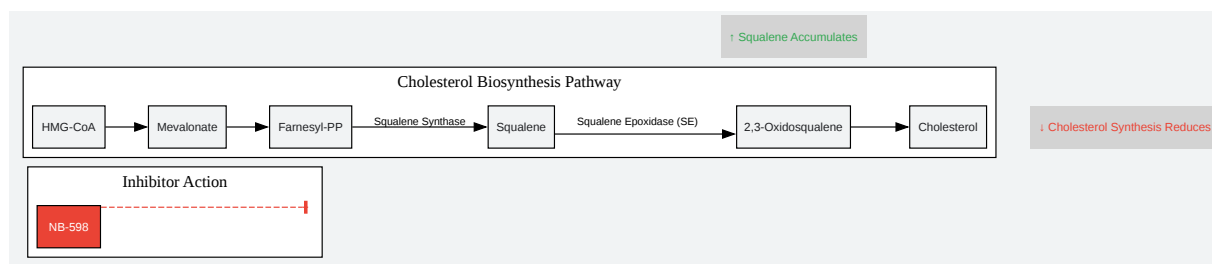 ↑ Squalene Accumulates
Cholesterol Biosynthesis Pathway
HMG-CoA
Mevalonate
Farnesyl-PP
Squalene Synthase
Squalene
Squalene Epoxidase (SE)
2,3-Oxidosqualene
Cholesterol
↓ Cholesterol Synthesis Reduces
Inhibitor Action
NB-598